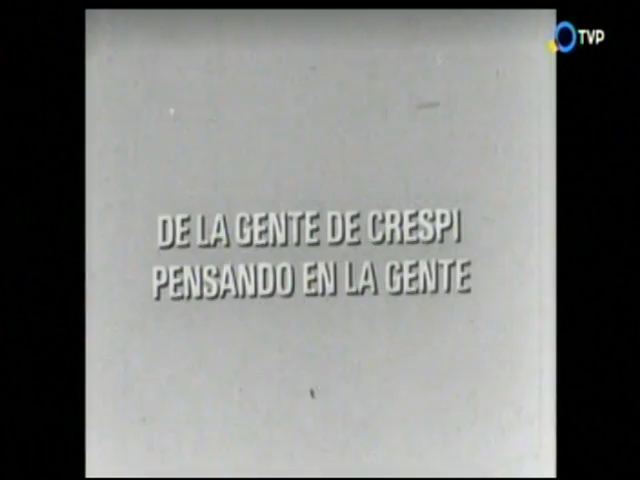 TVP
DE LA GENTE DE CRESPI
PENSANDO EN LA GENTE